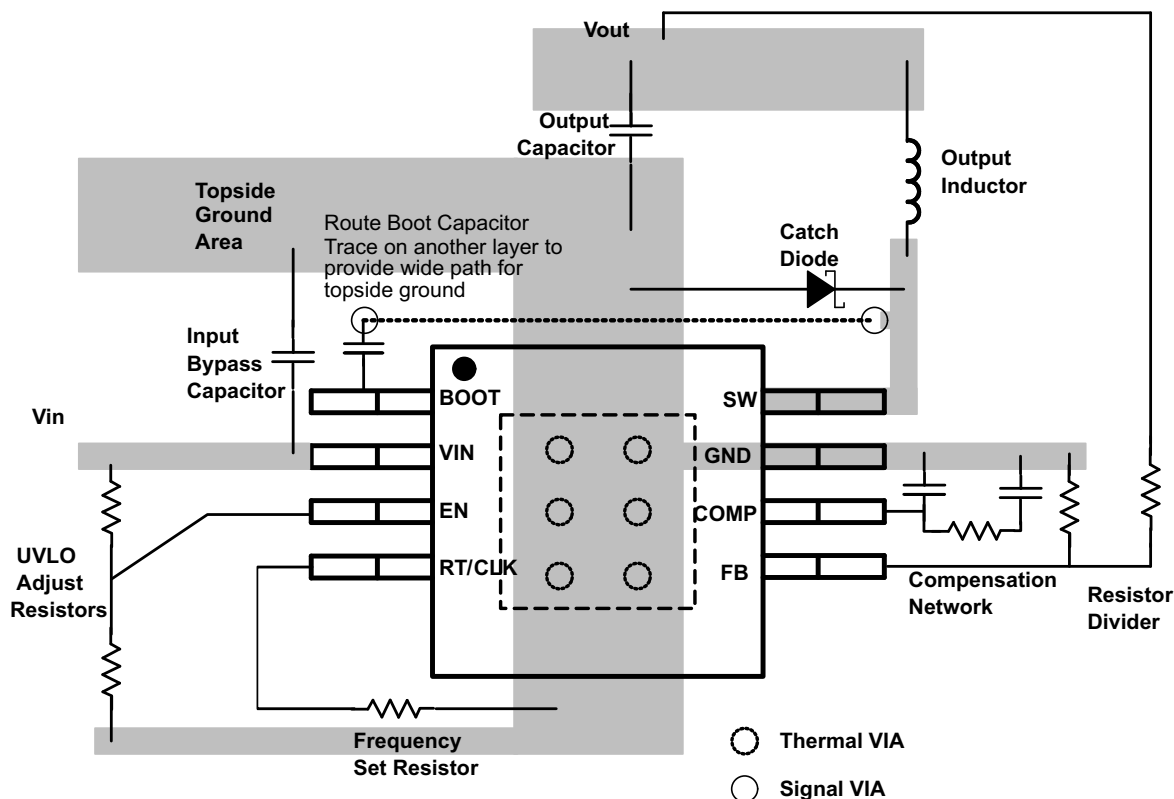 Vout
Output
Capacitor
Output
Inductor
Topside
Ground
Area
Route Boot Capacitor
Trace on another layer to
provide wide path for
topside ground
Catch
Diode
Input
Bypass
Capacitor
Vin
BOOT
VIN
EN
RT/CLK
SW
GND
COMP
FB
UVLO
Adjust
Resistors
Compensation
Network
Resistor
Divider
Frequency
Set Resistor
Thermal VIA
Signal VIA